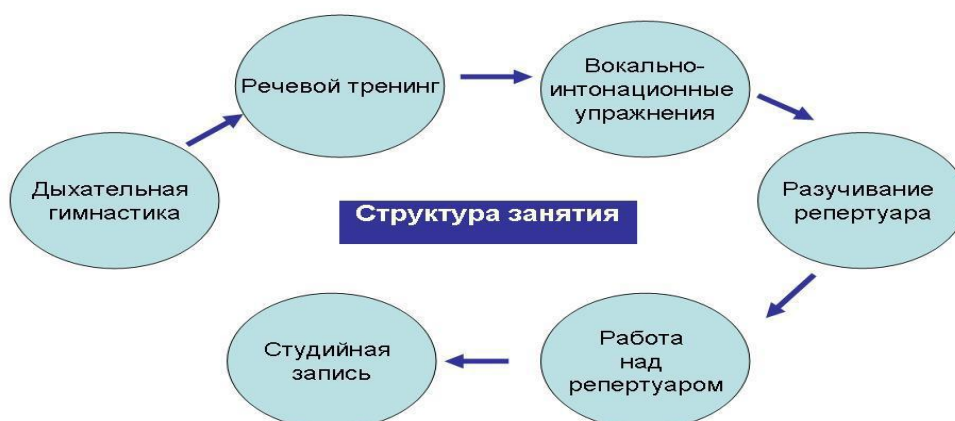 Дыхательная
гимнастика
Речевой тренинг
Вокально-
интонационные
упражнения
Разучивание
репертуара
Работа
над
репертуаром
Студийная
запись
Структура занятия